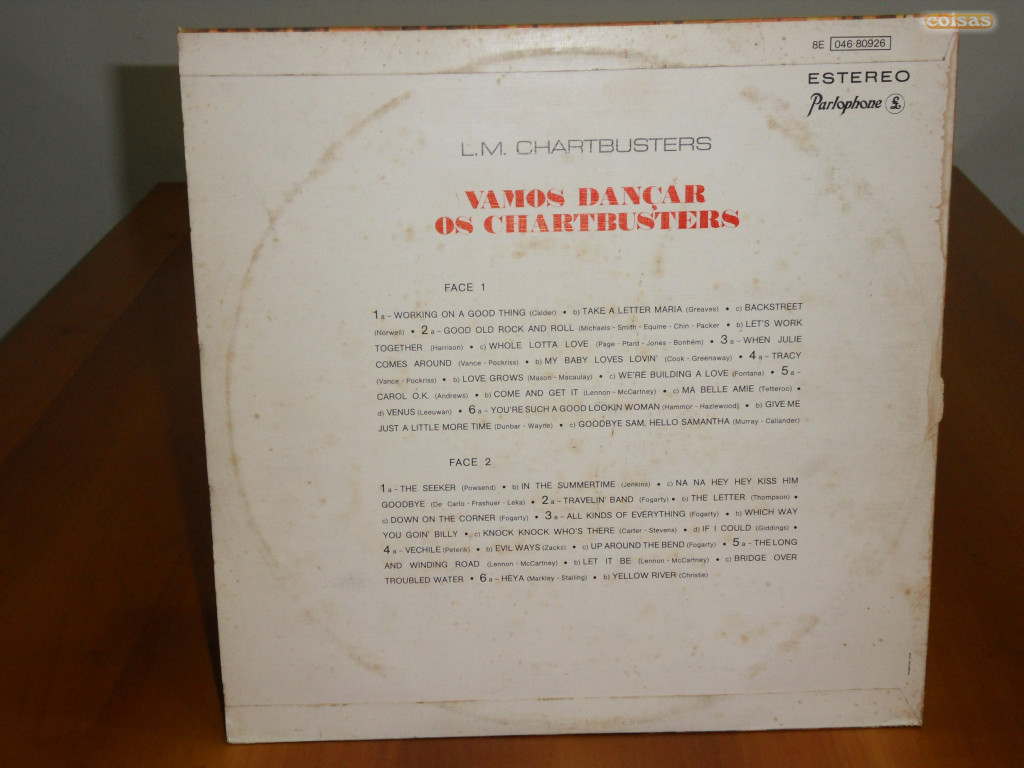 coisas
8E 046-80926
ESTEREO
Parlophone £
L.M. CHARTBUSTERS
VAMOS DANÇAR
OS CHARTBUSTERS
FACE 1
1 a – WORKING ON A GOOD THING (Calder) • b) TAKE A LETTER MARIA (Greaves) • c) BACKSTREET
(Norwell) • 2 a – GOOD OLD ROCK AND ROLL (Michaels - Smith - Equine - Chin - Packer • b) LET'S WORK
TOGETHER (Harrison) • c) WHOLE LOTTA LOVE (Page - Ptant - Jones - Bonhem) • 3 a – WHEN JULIE
COMES AROUND (Vance - Pockriss) • b) MY BABY LOVES LOVIN' (Cook - Greenaway) • 4 a – TRACY
(Vance - Pockriss) • b) LOVE GROWS (Mason - Macaulay) • c) WE'RE BUILDING A LOVE (Fontana) • 5 a –
CAROL O.K. (Andrews) • b) COME AND GET IT (Lennon - McCartney) • c) MA BELLE AMIE (Tetteroo) •
d) VENUS (Leeuwan) • 6 a – YOU'RE SUCH A GOOD LOOKIN WOMAN (Hammor - Hazlewood) • b) GIVE ME
JUST A LITTLE MORE TIME (Dunbar - Wayne) • c) GOODBYE SAM, HELLO SAMANTHA (Murray - Callander)
FACE 2
1 a – THE SEEKER (Powsend) • b) IN THE SUMMERTIME (Jenkins) • c) NA NA HEY HEY KISS HIM
GOODBYE (De Carlo - Frashuer - Leka) • 2 a – TRAVELIN' BAND (Fogarty) • b) THE LETTER (Thompson) •
c) DOWN ON THE CORNER (Fogarty) • 3 a – ALL KINDS OF EVERYTHING (Fogarty) • b) WHICH WAY
YOU GOIN' BILLY • c) KNOCK KNOCK WHO'S THERE (Carter - Stevens) • d) IF I COULD (Giddings) •
4 a – VECHILE (Peterik) • b) EVIL WAYS (Zacks) • c) UP AROUND THE BEND (Fogarty) • 5 a – THE LONG
AND WINDING ROAD (Lennon - McCartney) • b) LET IT BE (Lennon - McCartney) • c) BRIDGE OVER
TROUBLED WATER • 6 a – HEYA (Markley - Stailing) • b) YELLOW RIVER (Christie)